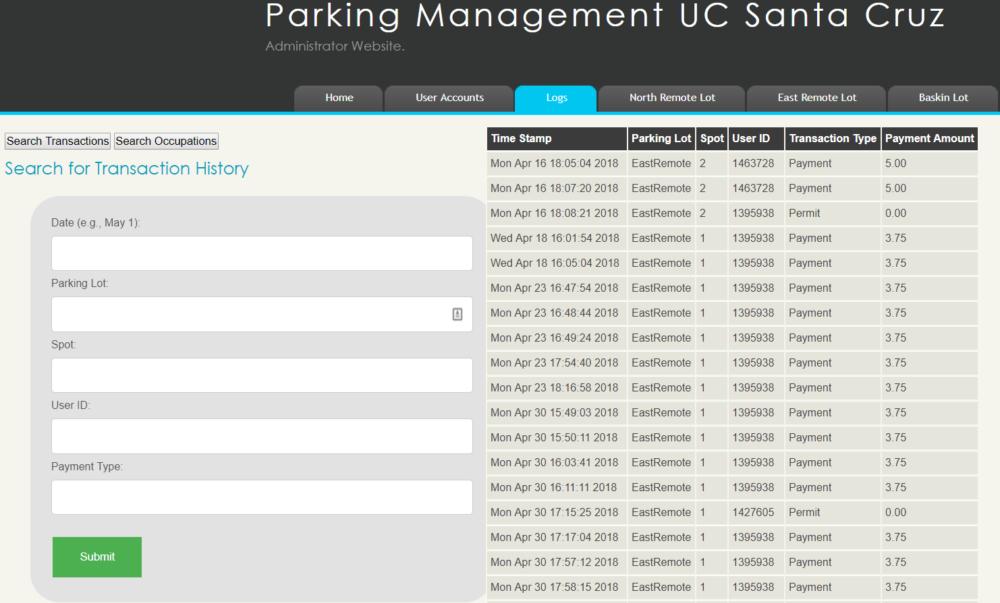 Parking Management UC Santa Cruz
Administrator Website.
Home User Accounts Logs North Remote Lot East Remote Lot Baskin Lot
Search Transactions Search Occupations
Search for Transaction History
Date (e.g., May 1):
Parking Lot:
Spot:
User ID:
Payment Type:
Submit
Time Stamp Parking Lot Spot User ID Transaction Type Payment Amount
Mon Apr 16 18:05:04 2018 EastRemote 2 1463728 Payment 5.00
Mon Apr 16 18:07:20 2018 EastRemote 2 1463728 Payment 5.00
Mon Apr 16 18:08:21 2018 EastRemote 2 1395938 Permit 0.00
Wed Apr 18 16:01:54 2018 EastRemote 1 1395938 Payment 3.75
Wed Apr 18 16:05:04 2018 EastRemote 1 1395938 Payment 3.75
Mon Apr 23 16:47:54 2018 EastRemote 1 1395938 Payment 3.75
Mon Apr 23 16:48:44 2018 EastRemote 1 1395938 Payment 3.75
Mon Apr 23 16:49:24 2018 EastRemote 1 1395938 Payment 3.75
Mon Apr 23 17:54:40 2018 EastRemote 1 1395938 Payment 3.75
Mon Apr 23 18:16:58 2018 EastRemote 1 1395938 Payment 3.75
Mon Apr 30 15:49:03 2018 EastRemote 1 1395938 Payment 3.75
Mon Apr 30 15:50:11 2018 EastRemote 1 1395938 Payment 3.75
Mon Apr 30 16:03:41 2018 EastRemote 1 1395938 Payment 3.75
Mon Apr 30 16:11:11 2018 EastRemote 1 1395938 Payment 3.75
Mon Apr 30 17:15:25 2018 EastRemote 1 1427605 Permit 0.00
Mon Apr 30 17:17:04 2018 EastRemote 1 1395938 Payment 3.75
Mon Apr 30 17:57:12 2018 EastRemote 1 1395938 Payment 3.75
Mon Apr 30 17:58:15 2018 EastRemote 1 1395938 Payment 3.75